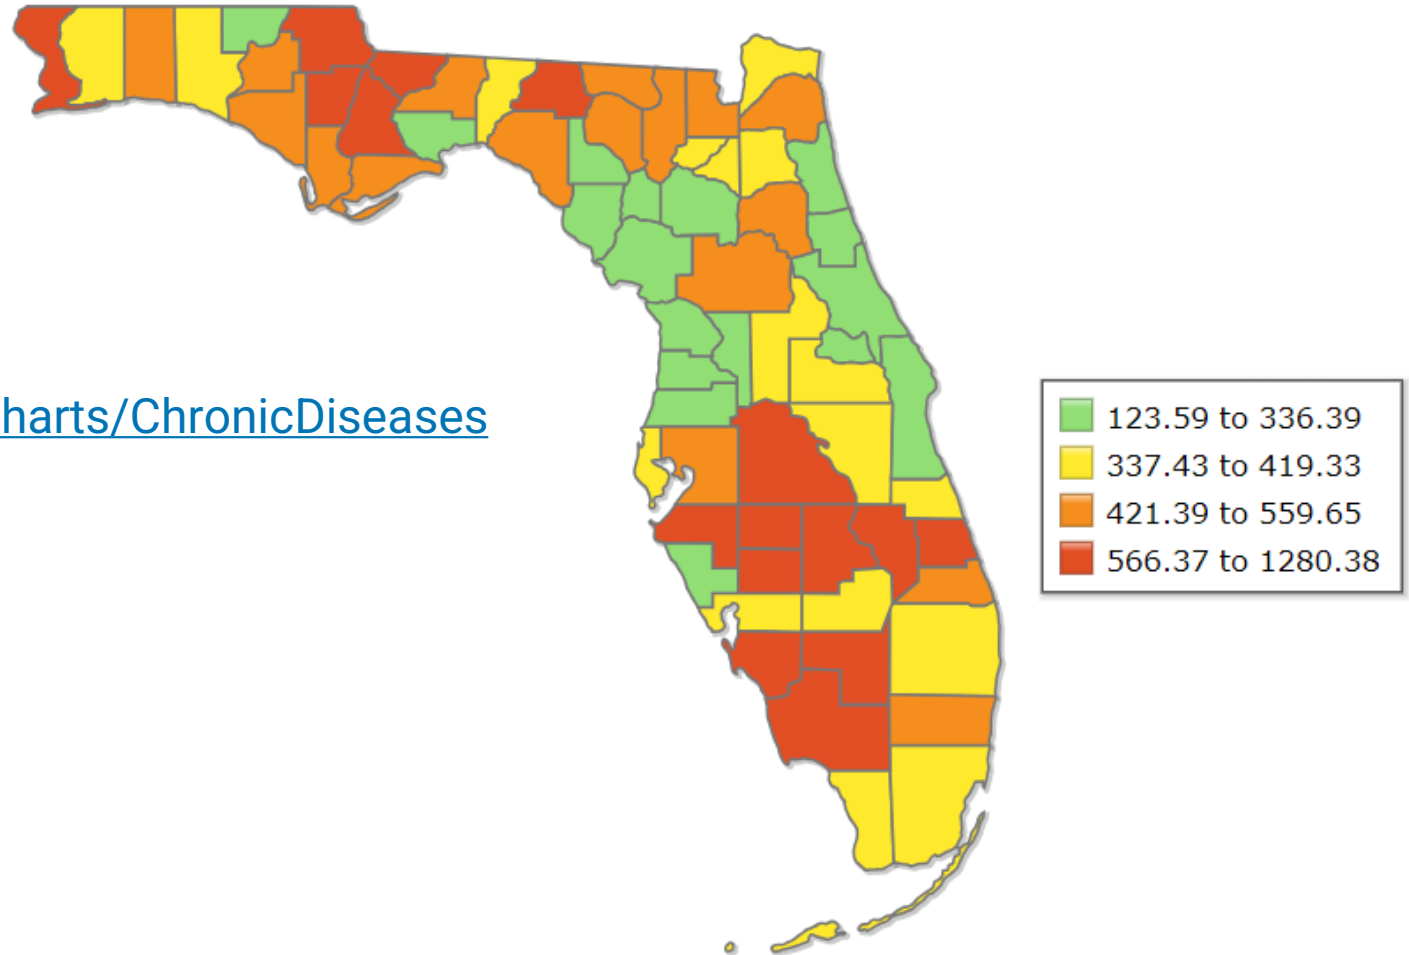 harts/ChronicDiseases
123.59 to 336.39
337.43 to 419.33
421.39 to 559.65
566.37 to 1280.38